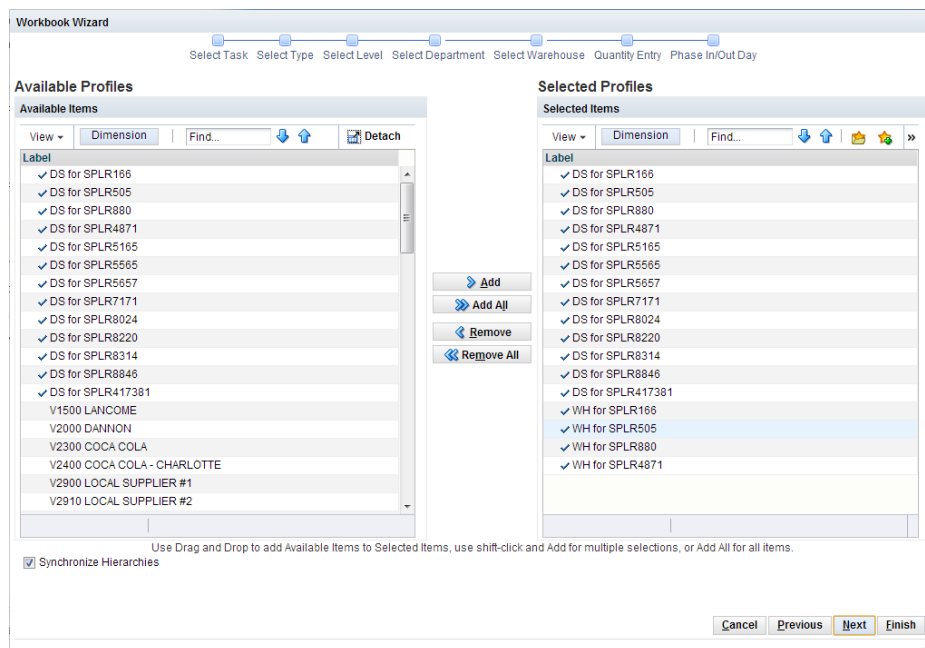 Workbook Wizard
Select Task Select Type Select Level Select Department Select Warehouse Quantity Entry Phase In/Out Day
Available Profiles
Available Items
View Dimension Find... Detach
Label
DS for SPLR166
DS for SPLR505
DS for SPLR880
DS for SPLR4871
DS for SPLR5165
DS for SPLR5565
DS for SPLR5657
DS for SPLR7171
DS for SPLR8024
DS for SPLR8220
DS for SPLR8314
DS for SPLR8846
DS for SPLR417381
V1500 LANCOME
V2000 DANNON
V2300 COCA COLA
V2400 COCA COLA - CHARLOTTE
V2900 LOCAL SUPPLIER #1
V2910 LOCAL SUPPLIER #2
Add
Add All
Remove
Remove All
Selected Profiles
Selected Items
View Dimension Find... »
Label
DS for SPLR166
DS for SPLR505
DS for SPLR880
DS for SPLR4871
DS for SPLR5165
DS for SPLR5565
DS for SPLR5657
DS for SPLR7171
DS for SPLR8024
DS for SPLR8220
DS for SPLR8314
DS for SPLR8846
DS for SPLR417381
WH for SPLR166
WH for SPLR505
WH for SPLR880
WH for SPLR4871
Use Drag and Drop to add Available Items to Selected Items, use shift-click and Add for multiple selections, or Add All for all items.
Synchronize Hierarchies
Cancel Previous Next Finish